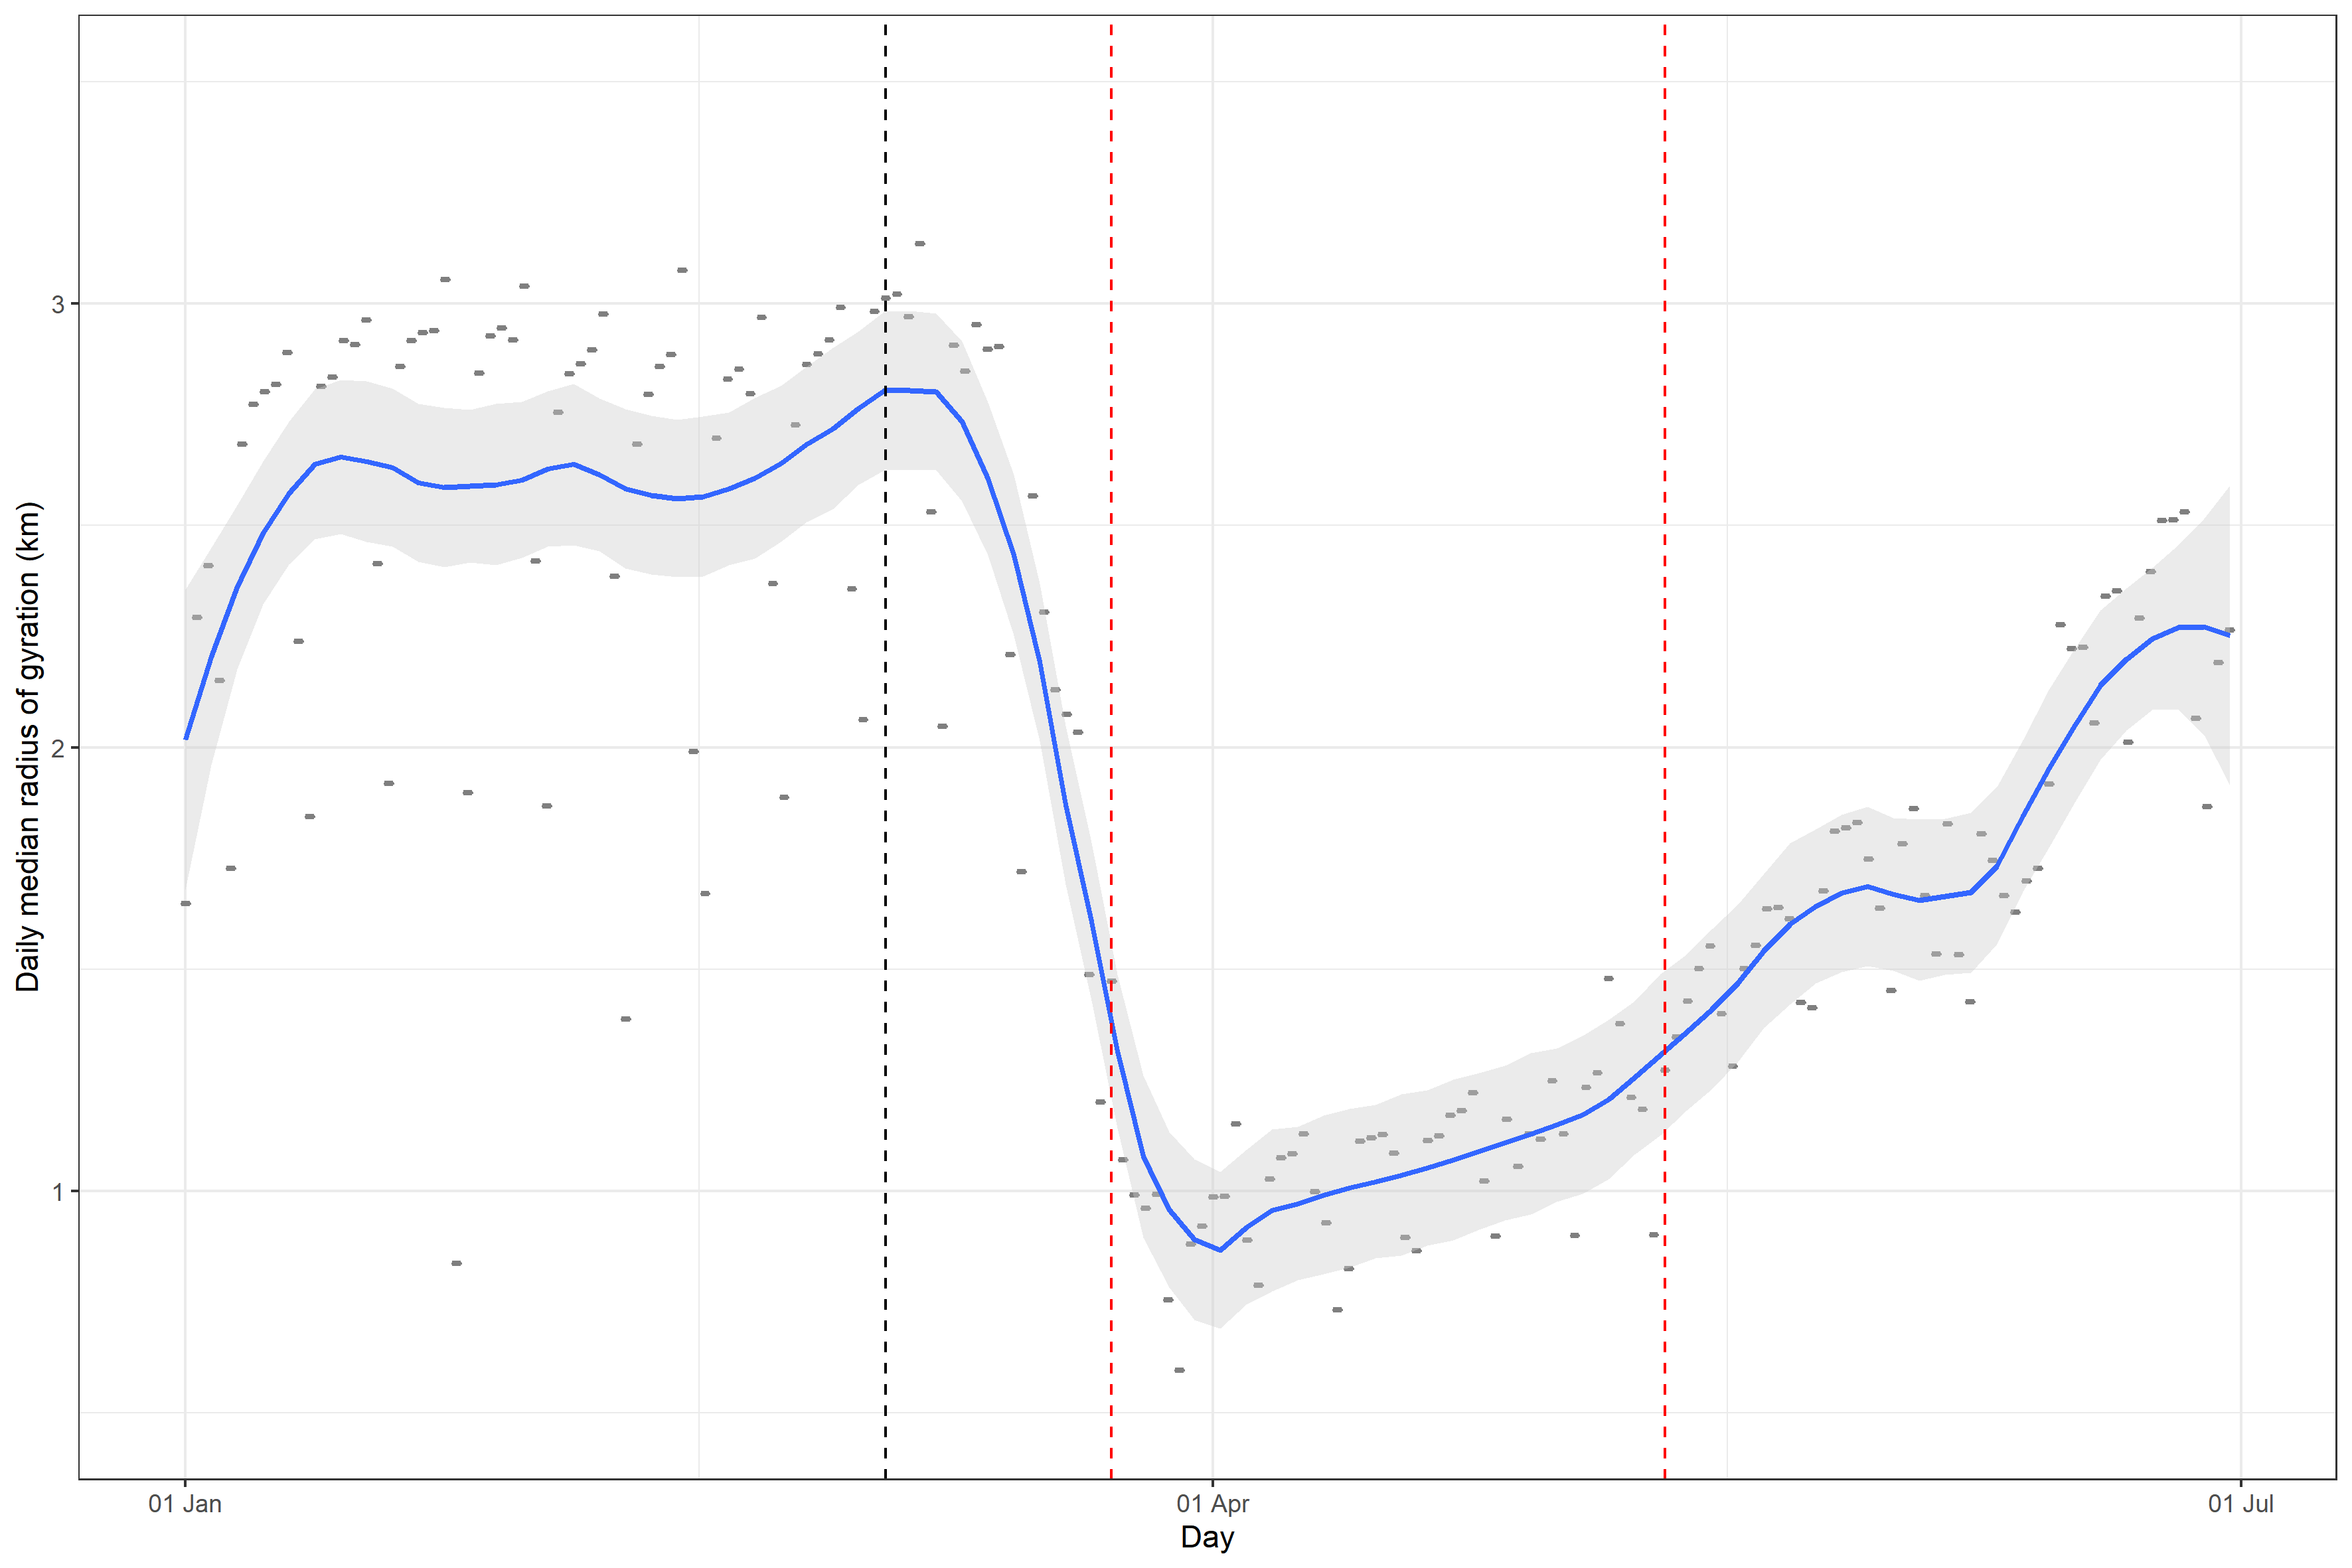 Daily median radius of gyration (km)
3
2
1
01 Jan
01 Apr
01 Jul
Day